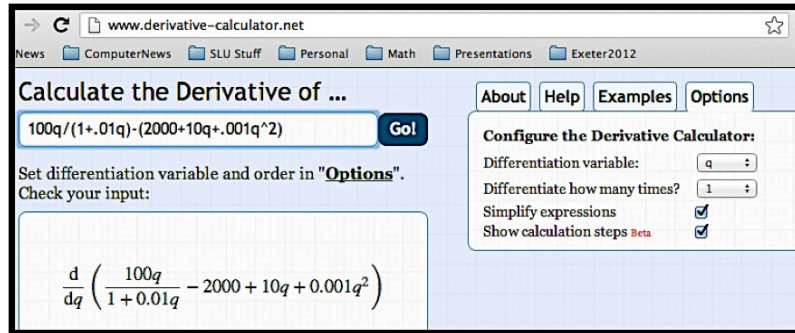 www.derivative-calculator.net
News ComputerNews SLU Stuff Personal Math Presentations Exeter2012
Calculate the Derivative of ...
100q/(1+.01q)-(2000+10q+.001q^2) Go!
Set differentiation variable and order in "Options".
Check your input:
d/dq ( 100q/(1 + 0.01q) − 2000 + 10q + 0.001q² )
About Help Examples Options
Configure the Derivative Calculator:
Differentiation variable: q
Differentiate how many times? 1
Simplify expressions
Show calculation steps Beta